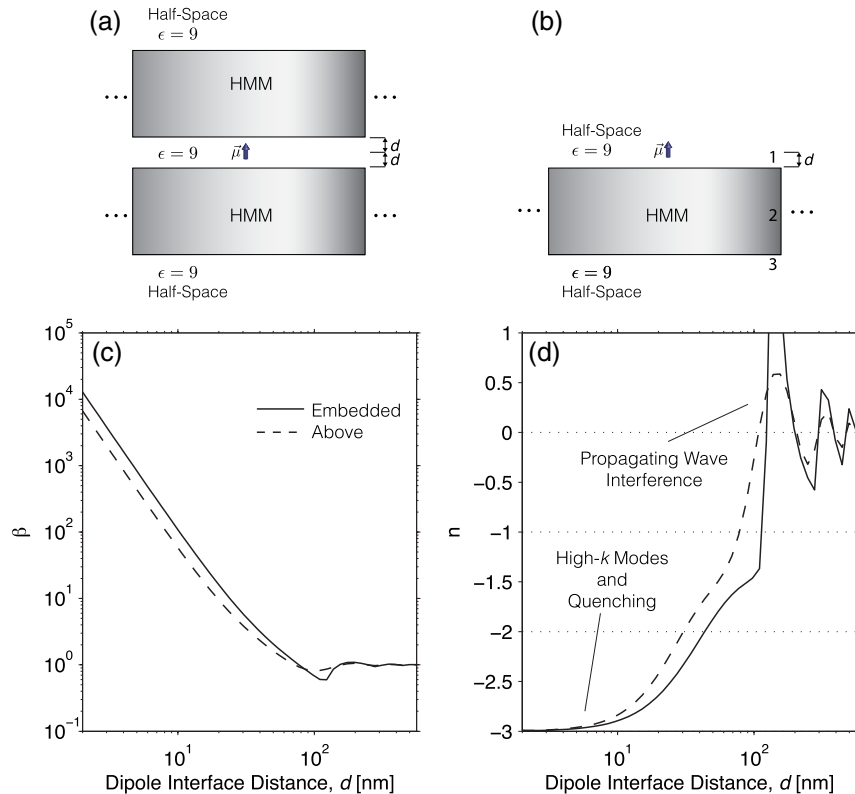 (a)
Half-Space
ϵ = 9
HMM
ϵ = 9
μ⃗
d
d
HMM
ϵ = 9
Half-Space
(b)
Half-Space
ϵ = 9
μ⃗
1
d
HMM
2
3
ϵ = 9
Half-Space
(c)
10^5
10^4
10^3
10^2
10^1
10^0
10^-1
β
Embedded
Above
10^1
10^2
Dipole Interface Distance, d [nm]
(d)
1
0.5
0
-0.5
-1
-1.5
-2
-2.5
-3
n
Propagating Wave
Interference
High-k Modes
and
Quenching
10^1
10^2
Dipole Interface Distance, d [nm]